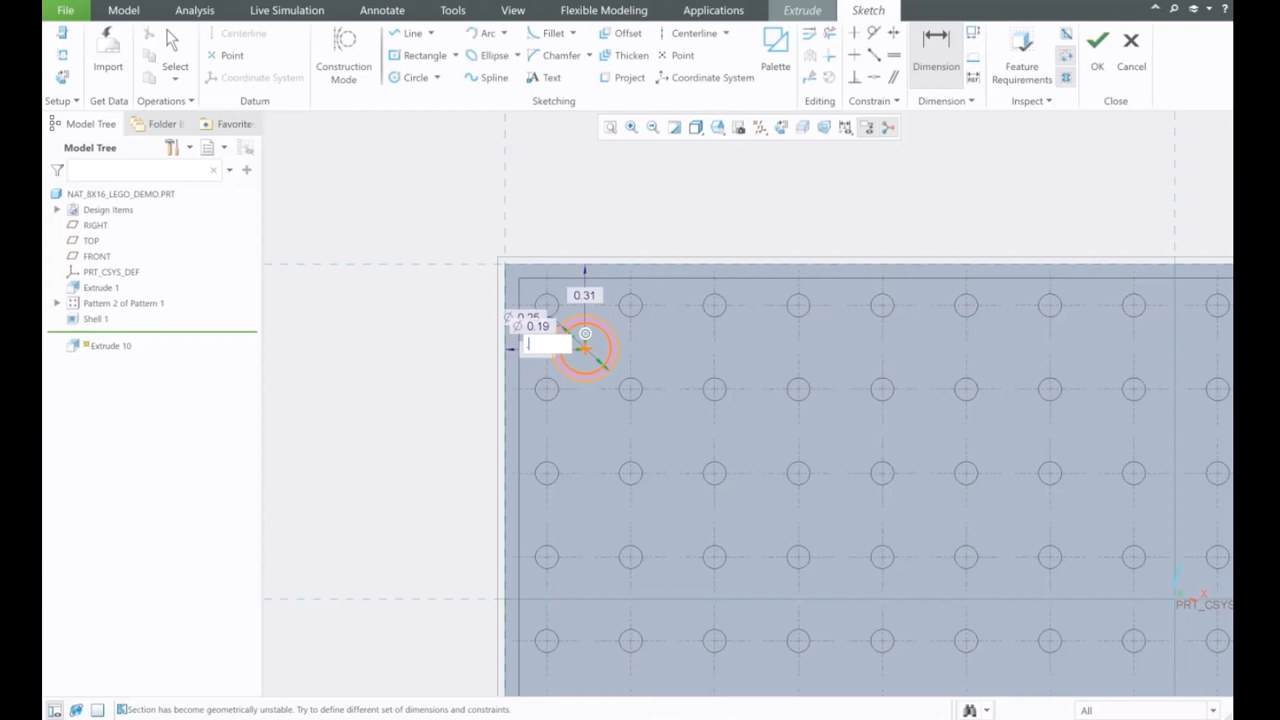 File Model Analysis Live Simulation Annotate Tools View Flexible Modeling Applications Extrude Sketch
Import
Select
Centerline
Point
Coordinate System
Construction
Mode
Line
Rectangle
Circle
Arc
Ellipse
Spline
Fillet
Chamfer
Text
Offset
Thicken
Project
Centerline
Point
Coordinate System
Palette
Dimension
REF
Feature
Requirements
OK
Cancel
Setup Get Data Operations Datum Sketching Editing Constrain Dimension Inspect Close
Model Tree Folder Favorite
Model Tree
NAT_8X16_LEGO_DEMO.PRT
Design Items
RIGHT
TOP
FRONT
PRT_CSYS_DEF
Extrude 1
Pattern 2 of Pattern 1
Shell 1
Extrude 10
0.31
Ø 0.25
Ø 0.19
X
PRT_CSYS
Section has become geometrically unstable. Try to define different set of dimensions and constraints.
All